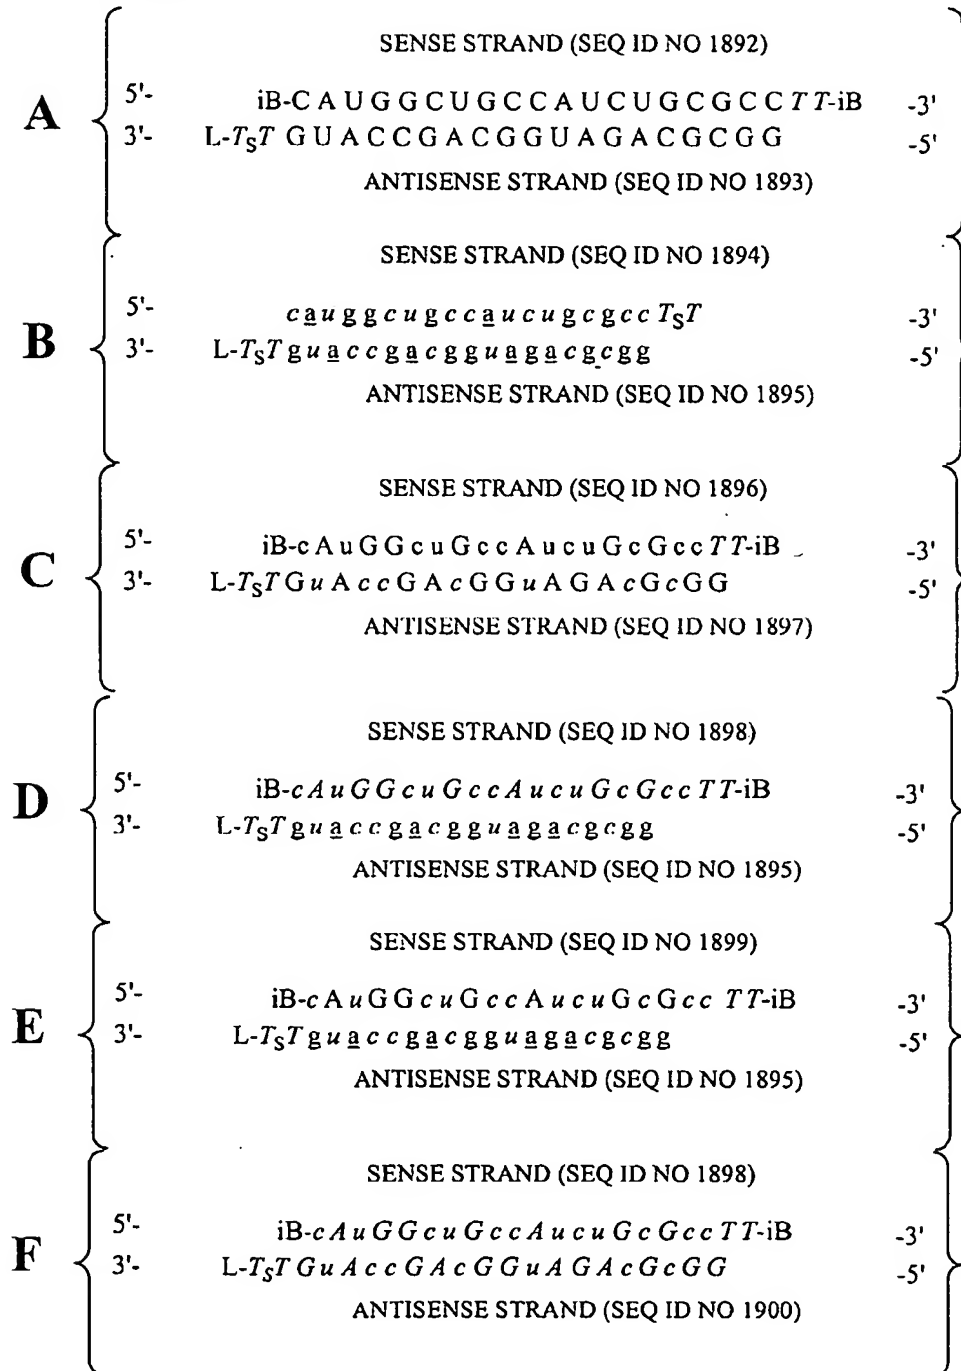 SENSE STRAND (SEQ ID NO 1892)
A
5'- iB-C A U G G C U G C C A U C U G C G C C T T-iB -3'
3'- L-TST G U A C C G A C G G U A G A C G C G G -5'
ANTISENSE STRAND (SEQ ID NO 1893)
SENSE STRAND (SEQ ID NO 1894)
B
5'- c a u g g c u g c c a u c u g c g c c TST -3'
3'- L-TST g u a c c g a c g g u a g a c g c g g -5'
ANTISENSE STRAND (SEQ ID NO 1895)
SENSE STRAND (SEQ ID NO 1896)
C
5'- iB-c A u G G c u G c c A u c u G c G c c T T-iB -3'
3'- L-TST G u A c c G A c G G u A G A c G c G G -5'
ANTISENSE STRAND (SEQ ID NO 1897)
SENSE STRAND (SEQ ID NO 1898)
D
5'- iB-c A u G G c u G c c A u c u G c G c c T T-iB -3'
3'- L-TST g u a c c g a c g g u a g a c g c g g -5'
ANTISENSE STRAND (SEQ ID NO 1895)
SENSE STRAND (SEQ ID NO 1899)
E
5'- iB-c A u G G c u G c c A u c u G c G c c T T-iB -3'
3'- L-TST g u a c c g a c g g u a g a c g c g g -5'
ANTISENSE STRAND (SEQ ID NO 1895)
SENSE STRAND (SEQ ID NO 1898)
F
5'- iB-c A u G G c u G c c A u c u G c G c c T T-iB -3'
3'- L-TST G u A c c G A c G G u A G A c G c G G -5'
ANTISENSE STRAND (SEQ ID NO 1900)